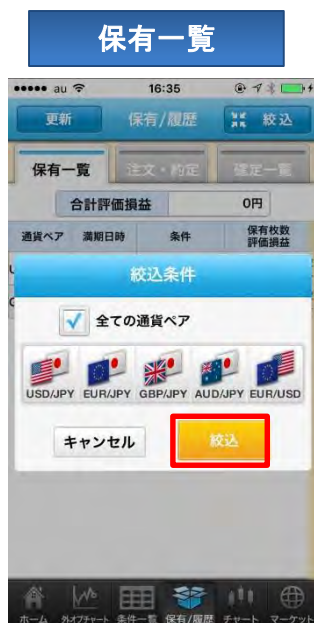 保有一覧
au 16:35
更新 保有/履歴 絞込
保有一覧 注文・約定 確定一覧
合計評価損益 0円
通貨ペア 満期日時 条件 保有枚数 評価損益
絞込条件
全ての通貨ペア
USD/JPY EUR/JPY GBP/JPY AUD/JPY EUR/USD
キャンセル 絞込
ホーム 外オプチャート 条件一覧 保有/履歴 チャート マーケット